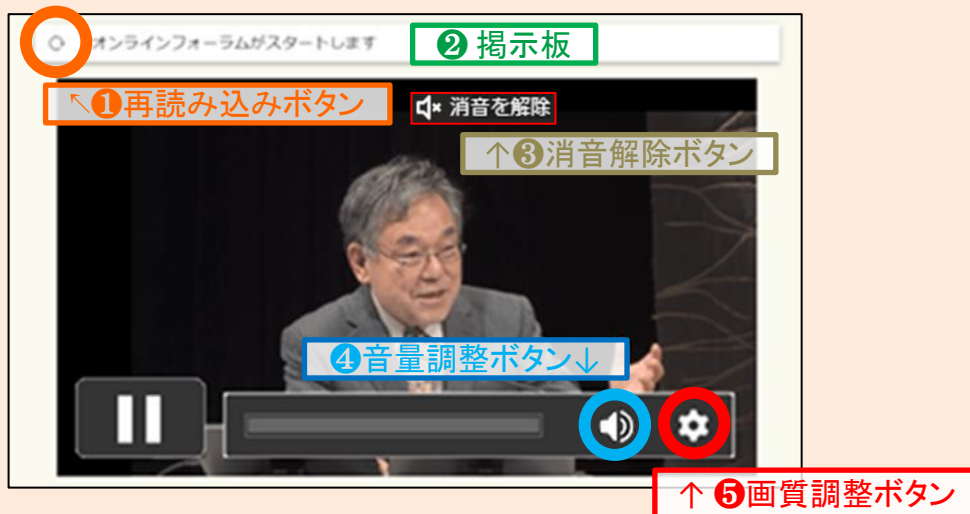 オンラインフォーラムがスタートします
❷ 掲示板
↖❶再読み込みボタン
消音を解除
↑❸消音解除ボタン
❹音量調整ボタン↓
↑ ❺画質調整ボタン